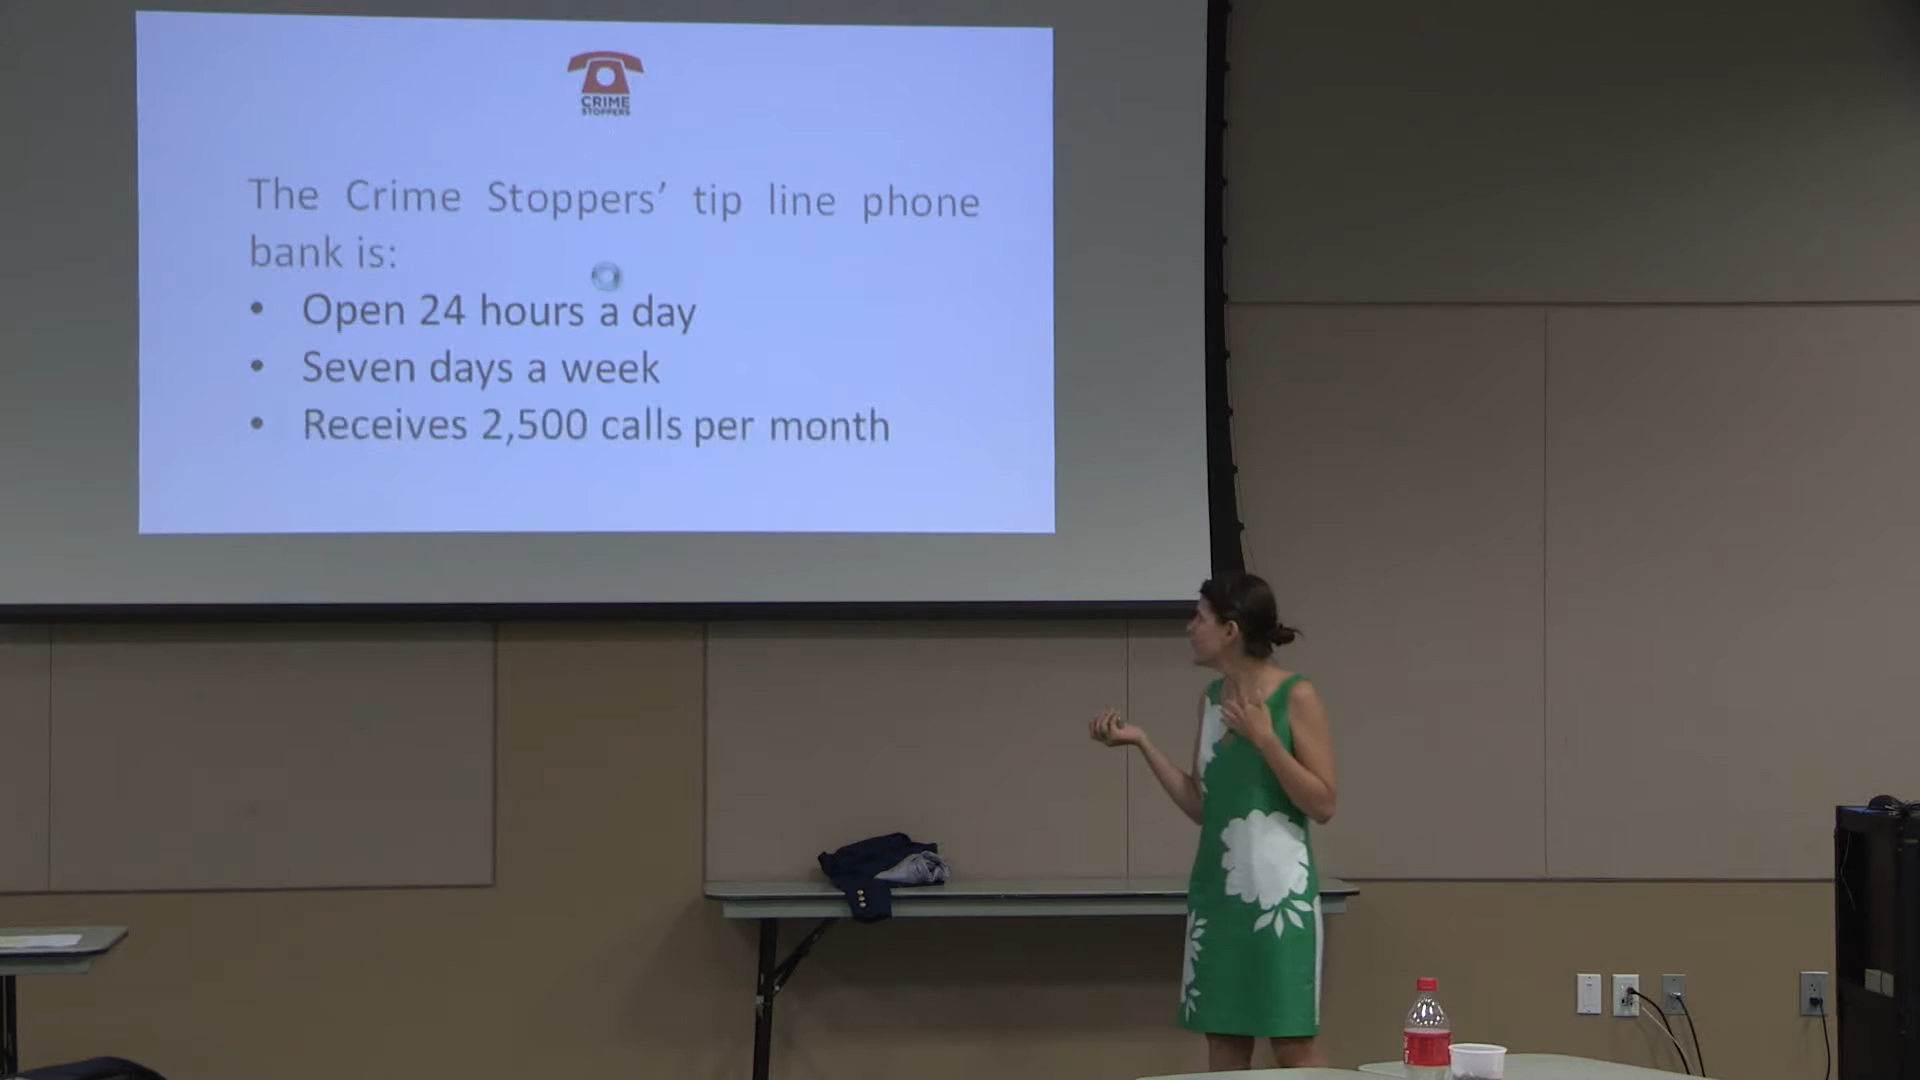 CRIME
STOPPERS
The Crime Stoppers’ tip line phone
bank is:
• Open 24 hours a day
• Seven days a week
• Receives 2,500 calls per month